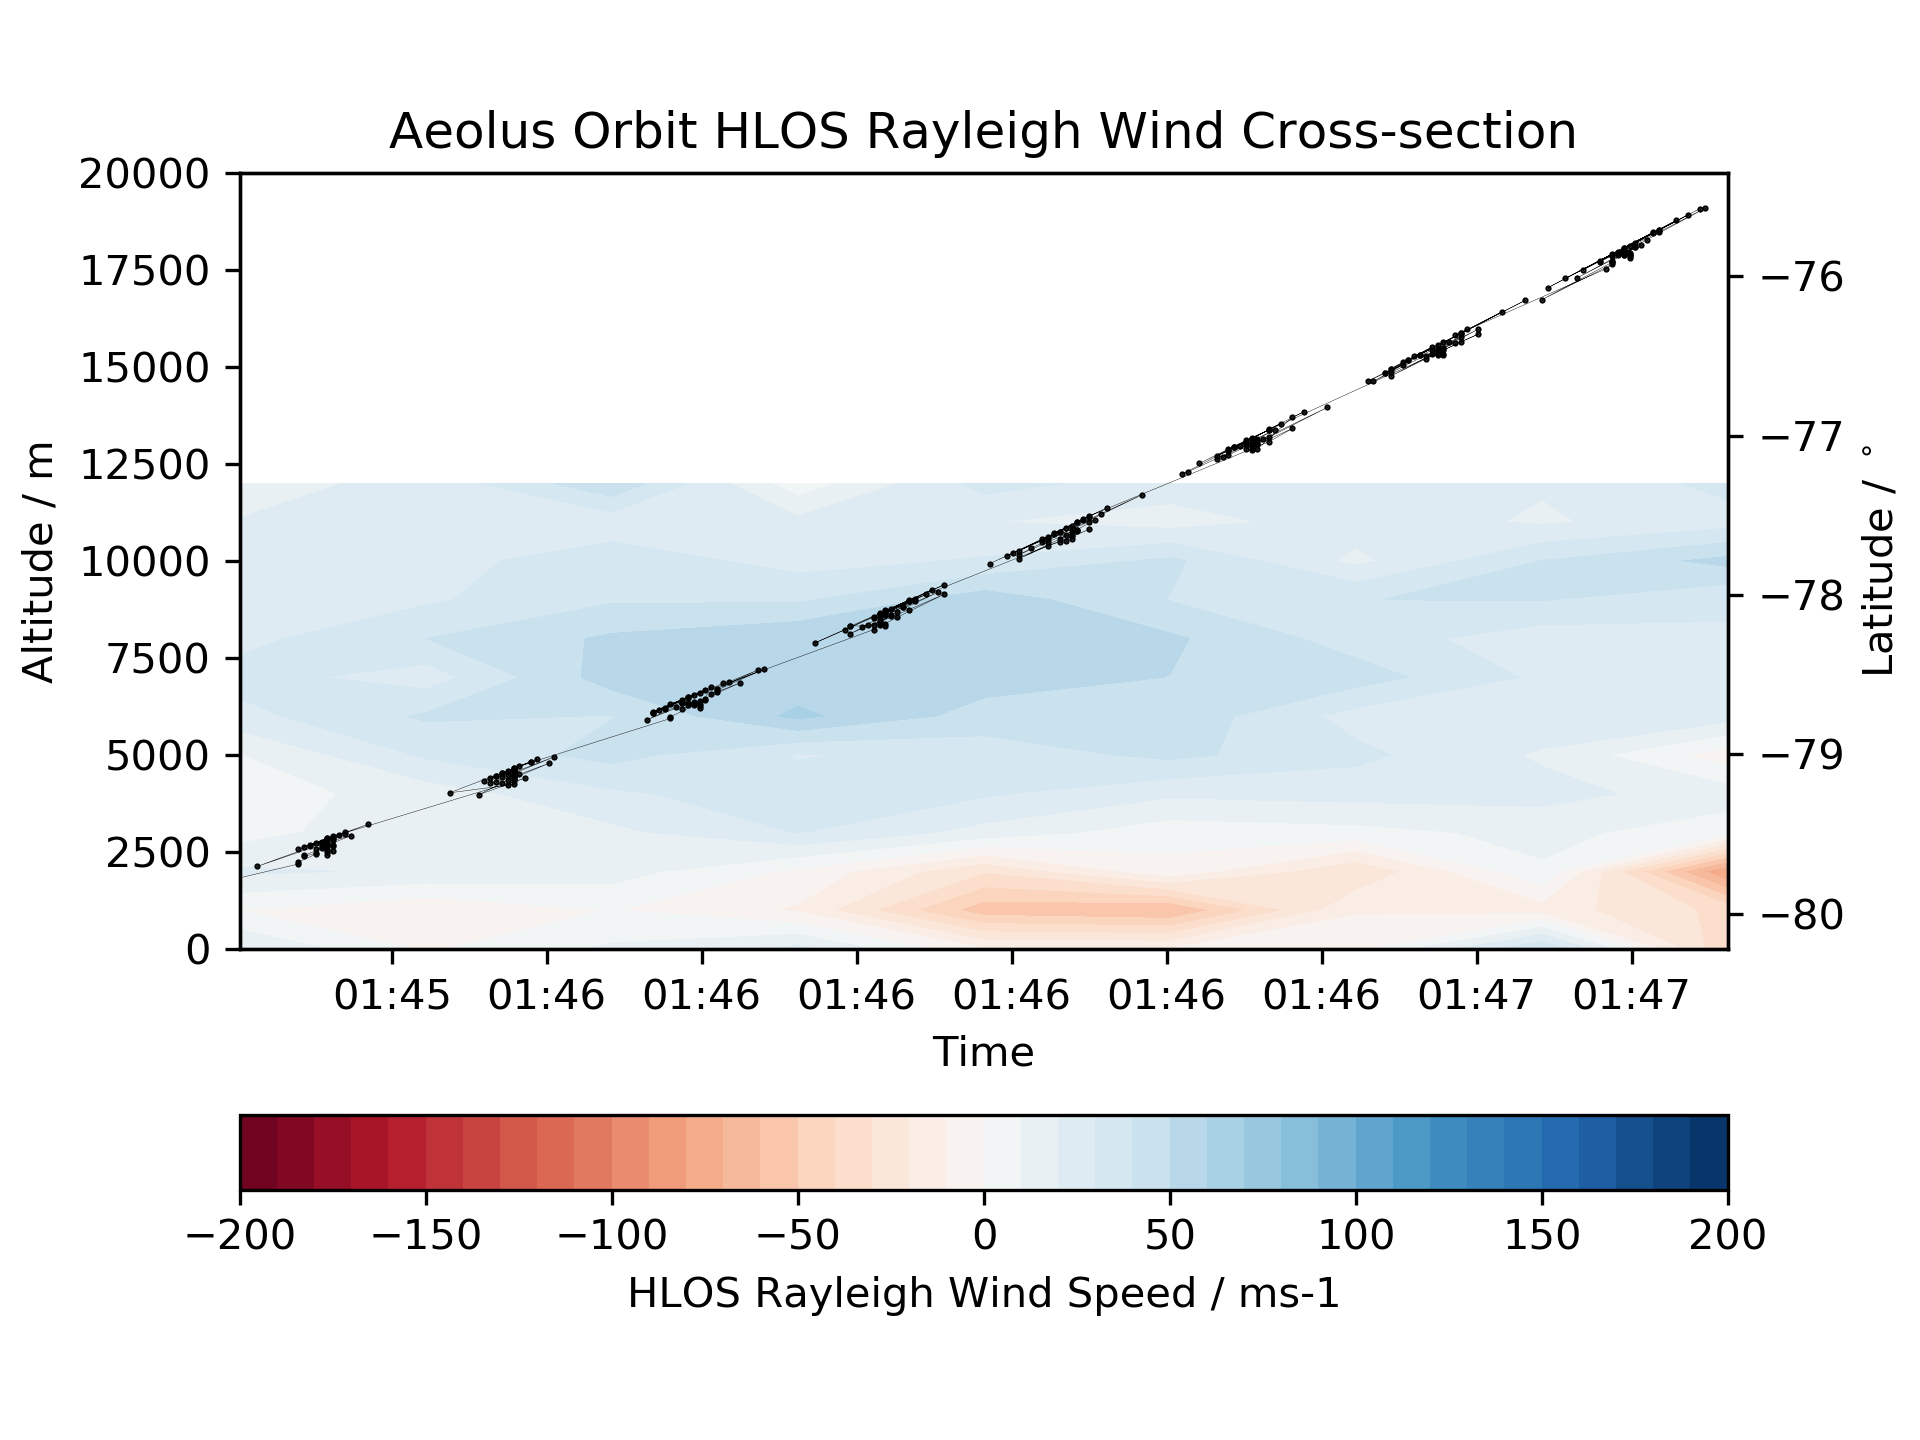 Aeolus Orbit HLOS Rayleigh Wind Cross-section
20000
17500
15000
12500
10000
7500
5000
2500
0
Altitude / m
−76
−77
−78
−79
−80
Latitude / °
01:45 01:46 01:46 01:46 01:46 01:46 01:46 01:47 01:47
Time
−200 −150 −100 −50 0 50 100 150 200
HLOS Rayleigh Wind Speed / ms-1